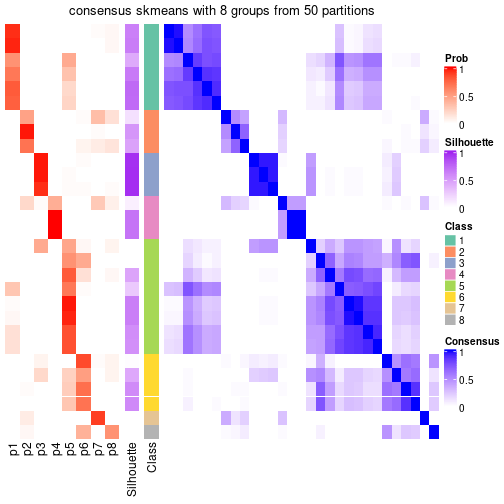 consensus skmeans with 8 groups from 50 partitions
Prob
1
0.5
0
Silhouette
1
0.5
0
Class
1
2
3
4
5
6
7
8
Consensus
1
0.5
0
p1
p2
p3
p4
p5
p6
p7
p8
Silhouette
Class